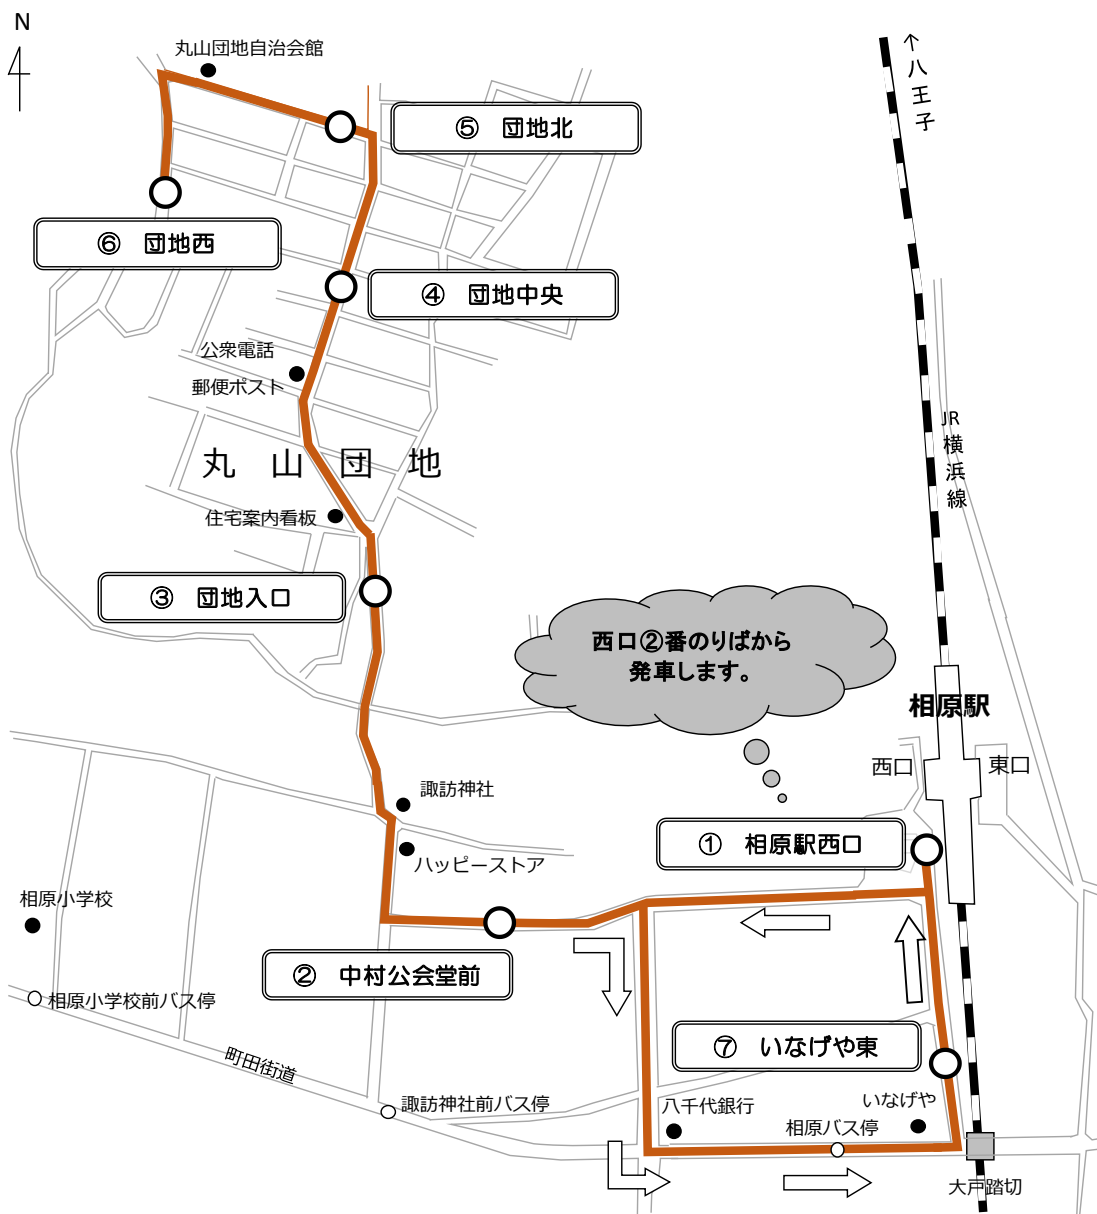 N
丸山団地自治会館
↑八王子
⑤ 団地北
⑥ 団地西
④ 団地中央
公衆電話
郵便ポスト
JR横浜線
丸山団地
住宅案内看板
③ 団地入口
西口②番のりばから
発車します。
相原駅
西口
東口
諏訪神社
① 相原駅西口
ハッピーストア
相原小学校
② 中村公会堂前
相原小学校前バス停
⑦ いなげや東
町田街道
諏訪神社前バス停
八千代銀行
いなげや
相原バス停
大戸踏切